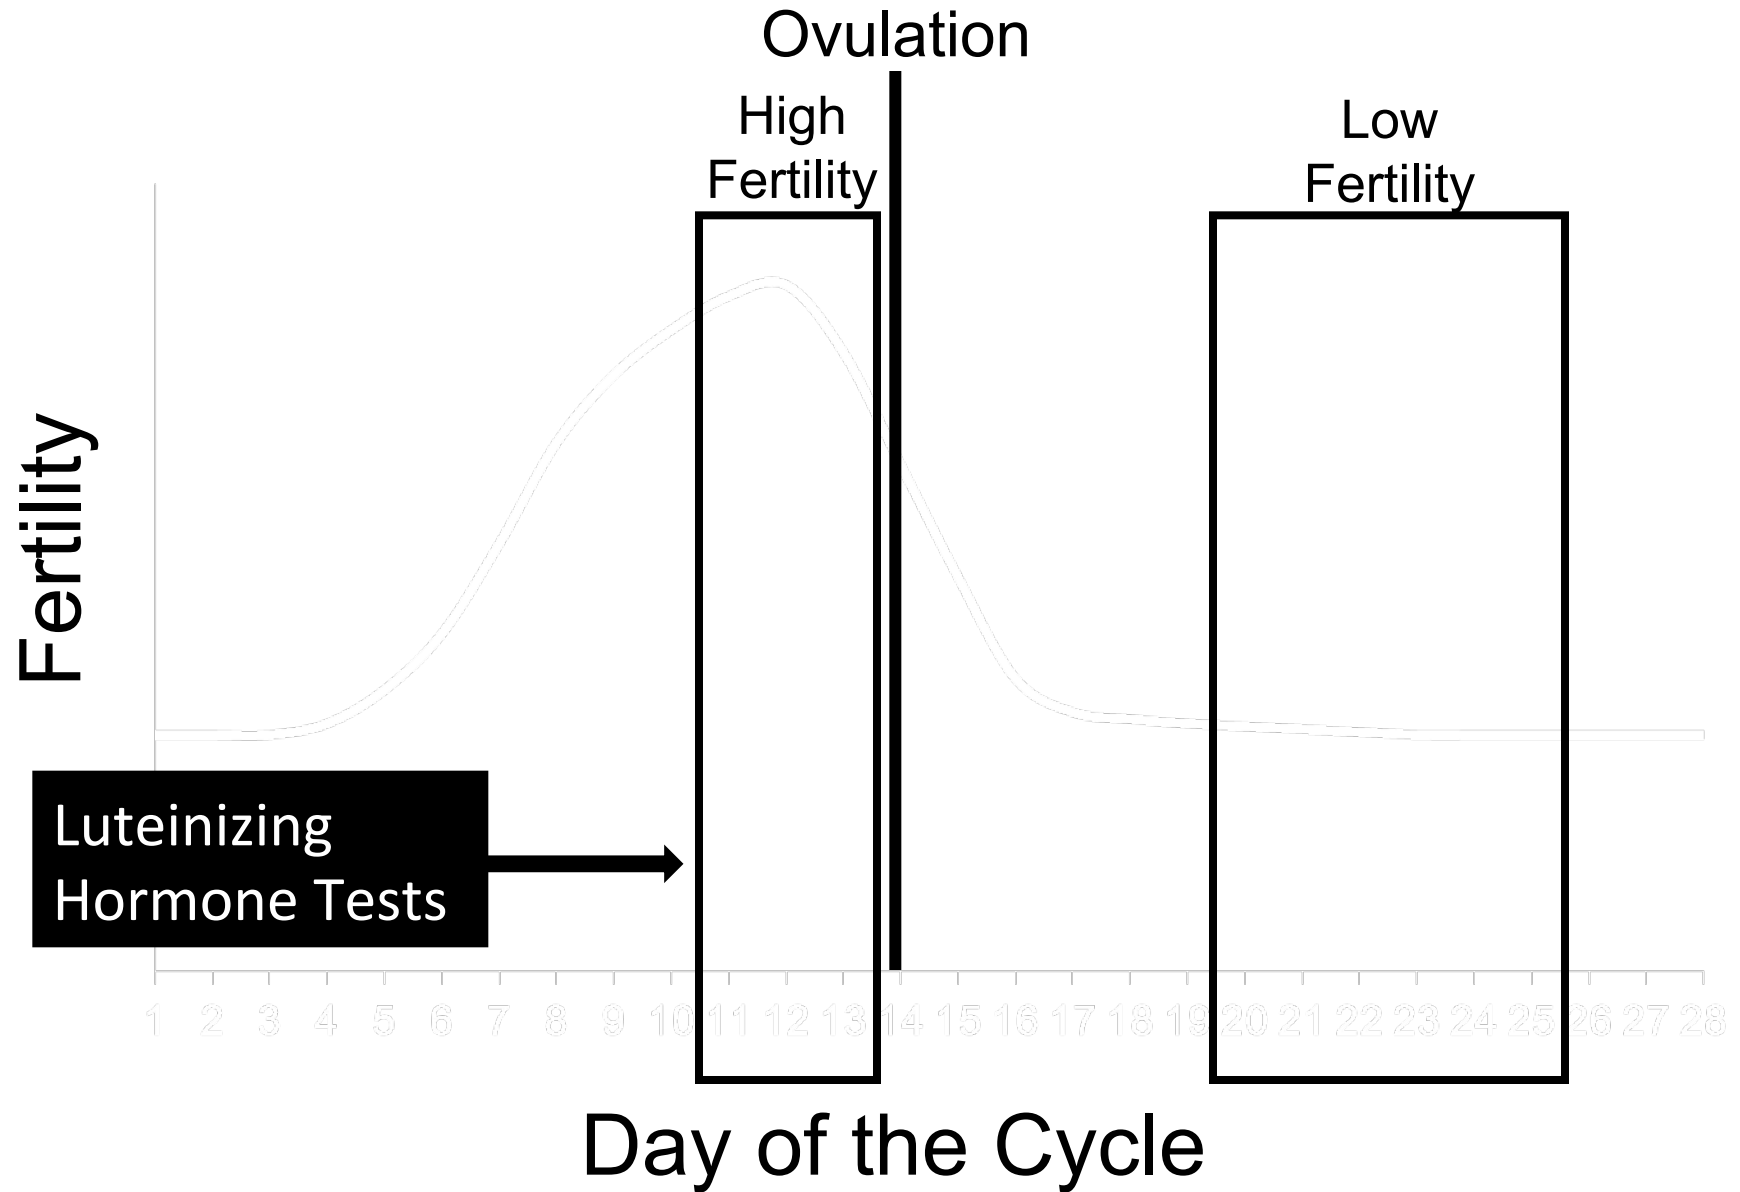 Ovulation
High
Fertility
Low
Fertility
Fertility
Luteinizing
Hormone Tests
1 2 3 4 5 6 7 8 9 10 11 12 13 14 15 16 17 18 19 20 21 22 23 24 25 26 27 28
Day of the Cycle